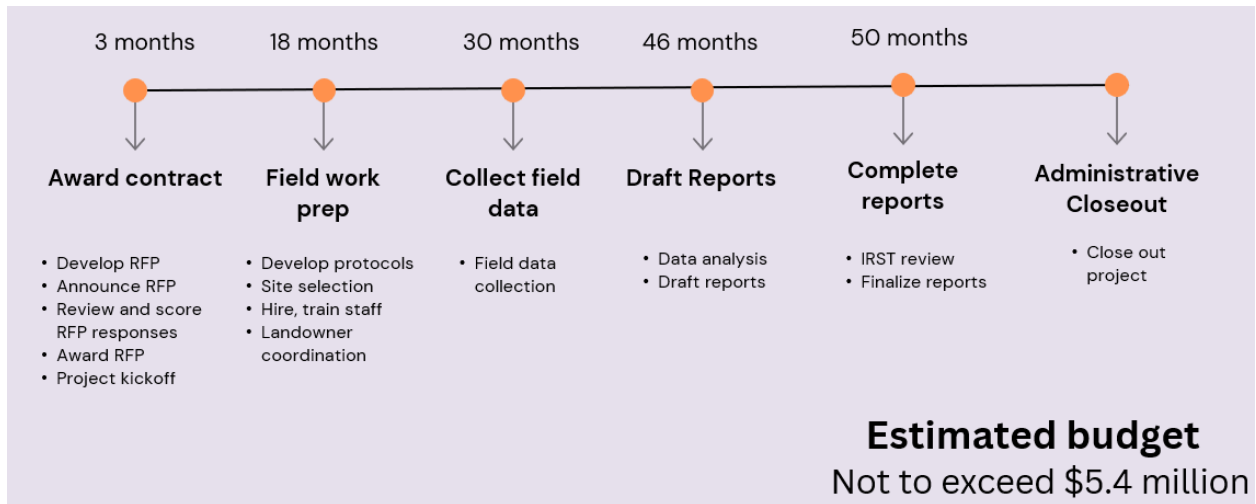 3 months
18 months
30 months
46 months
50 months
Award contract
• Develop RFP
• Announce RFP
• Review and score
RFP responses
• Award RFP
• Project kickoff
Field work
prep
• Develop protocols
• Site selection
• Hire, train staff
• Landowner
coordination
Collect field
data
• Field data
collection
Draft Reports
• Data analysis
• Draft reports
Complete
reports
• IRST review
• Finalize reports
Administrative
Closeout
• Close out
project
Estimated budget
Not to exceed $5.4 million